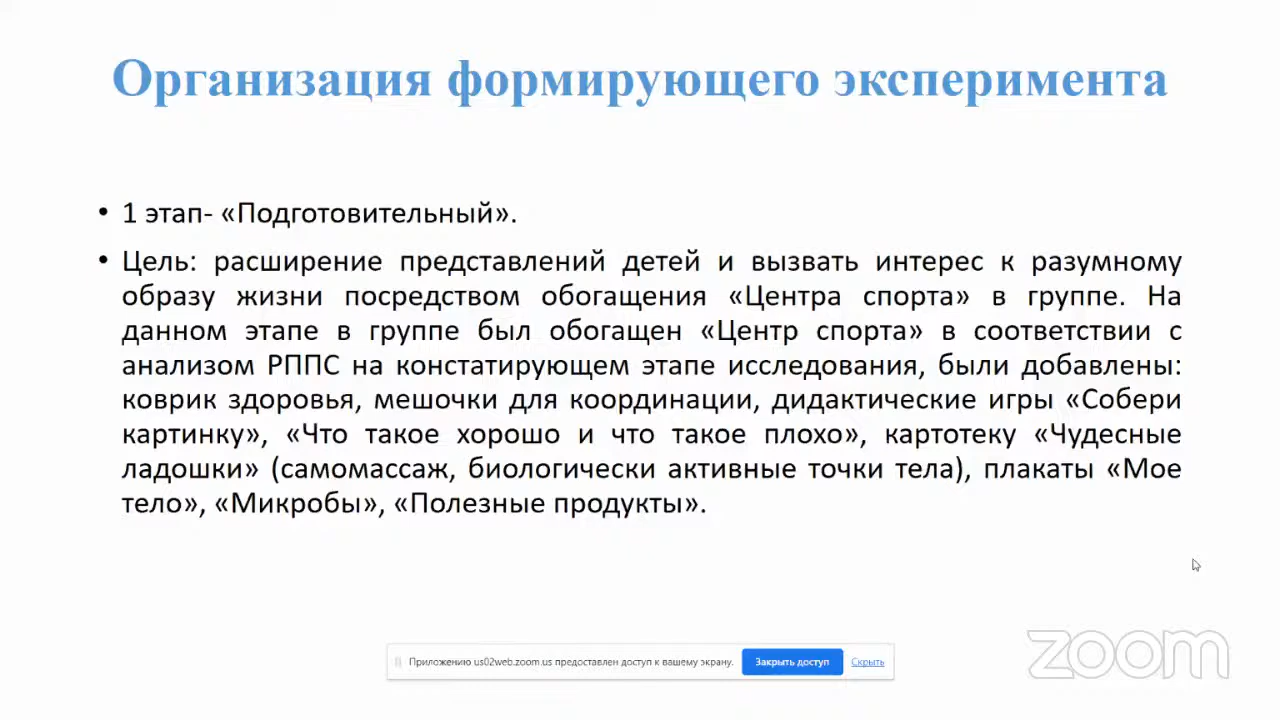 Организация формирующего эксперимента
• 1 этап- «Подготовительный».
• Цель: расширение представлений детей и вызвать интерес к разумному
образу жизни посредством обогащения «Центра спорта» в группе. На
данном этапе в группе был обогащен «Центр спорта» в соответствии с
анализом РППС на констатирующем этапе исследования, были добавлены:
коврик здоровья, мешочки для координации, дидактические игры «Собери
картинку», «Что такое хорошо и что такое плохо», картотеку «Чудесные
ладошки» (самомассаж, биологически активные точки тела), плакаты «Мое
тело», «Микробы», «Полезные продукты».
Приложению us02web.zoom.us предоставлен доступ к вашему экрану. Закрыть доступ Скрыть
zoom